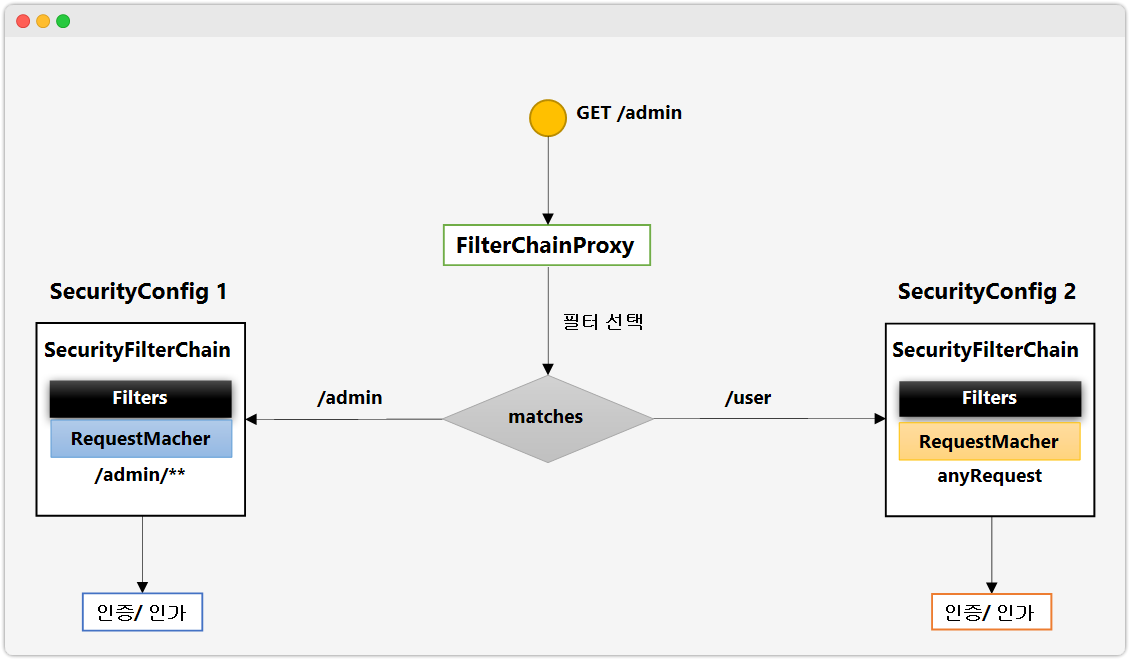 GET /admin
FilterChainProxy
필터 선택
SecurityConfig 1
SecurityFilterChain
Filters
RequestMacher
/admin/**
인증/ 인가
/admin
matches
/user
SecurityConfig 2
SecurityFilterChain
Filters
RequestMacher
anyRequest
인증/ 인가